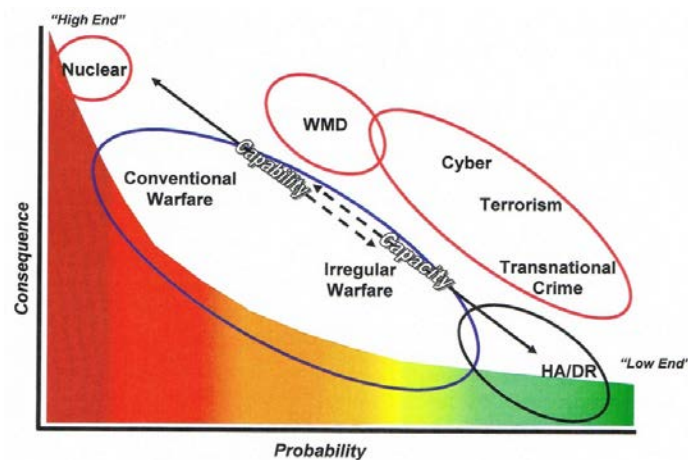 "High End"
Nuclear
WMD
Cyber
Terrorism
Transnational
Crime
Capability
Conventional
Warfare
Capacity
Irregular
Warfare
HA/DR
"Low End"
Consequence
Probability